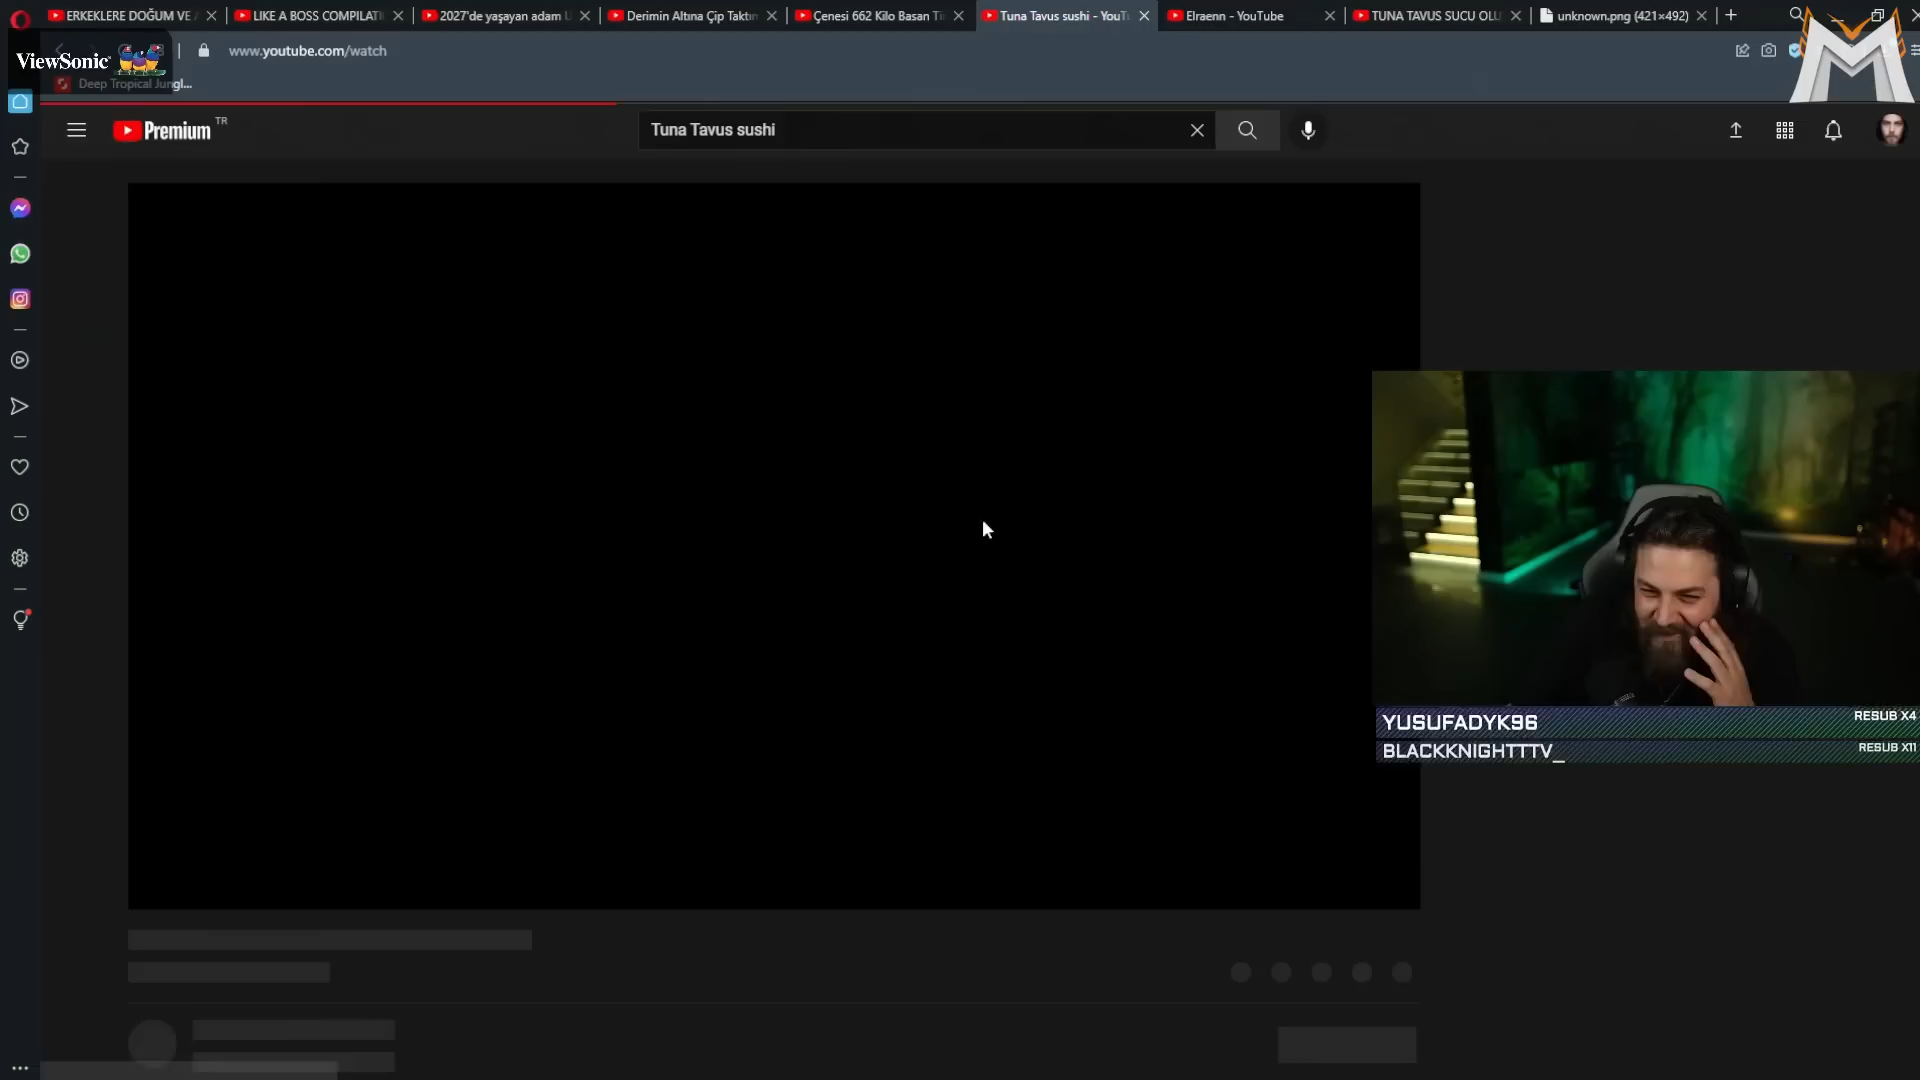 ERKEKLERE DOĞUM VE
LIKE A BOSS COMPILATI
2027'de yaşayan adam
Derimin Altına Çip Taktır
Çenesi 662 Kilo Basan
Tuna Tavus sushi - YouT
Elraenn - YouTube
TUNA TAVUS SUCU OLU
unknown.png (421×492)
ViewSonic
www.youtube.com/watch
Deep Tropical Jungl...
Premium TR
Tuna Tavus sushi
YUSUFADYK96 RESUB X4
BLACKKNIGHTTTV_ RESUB X11